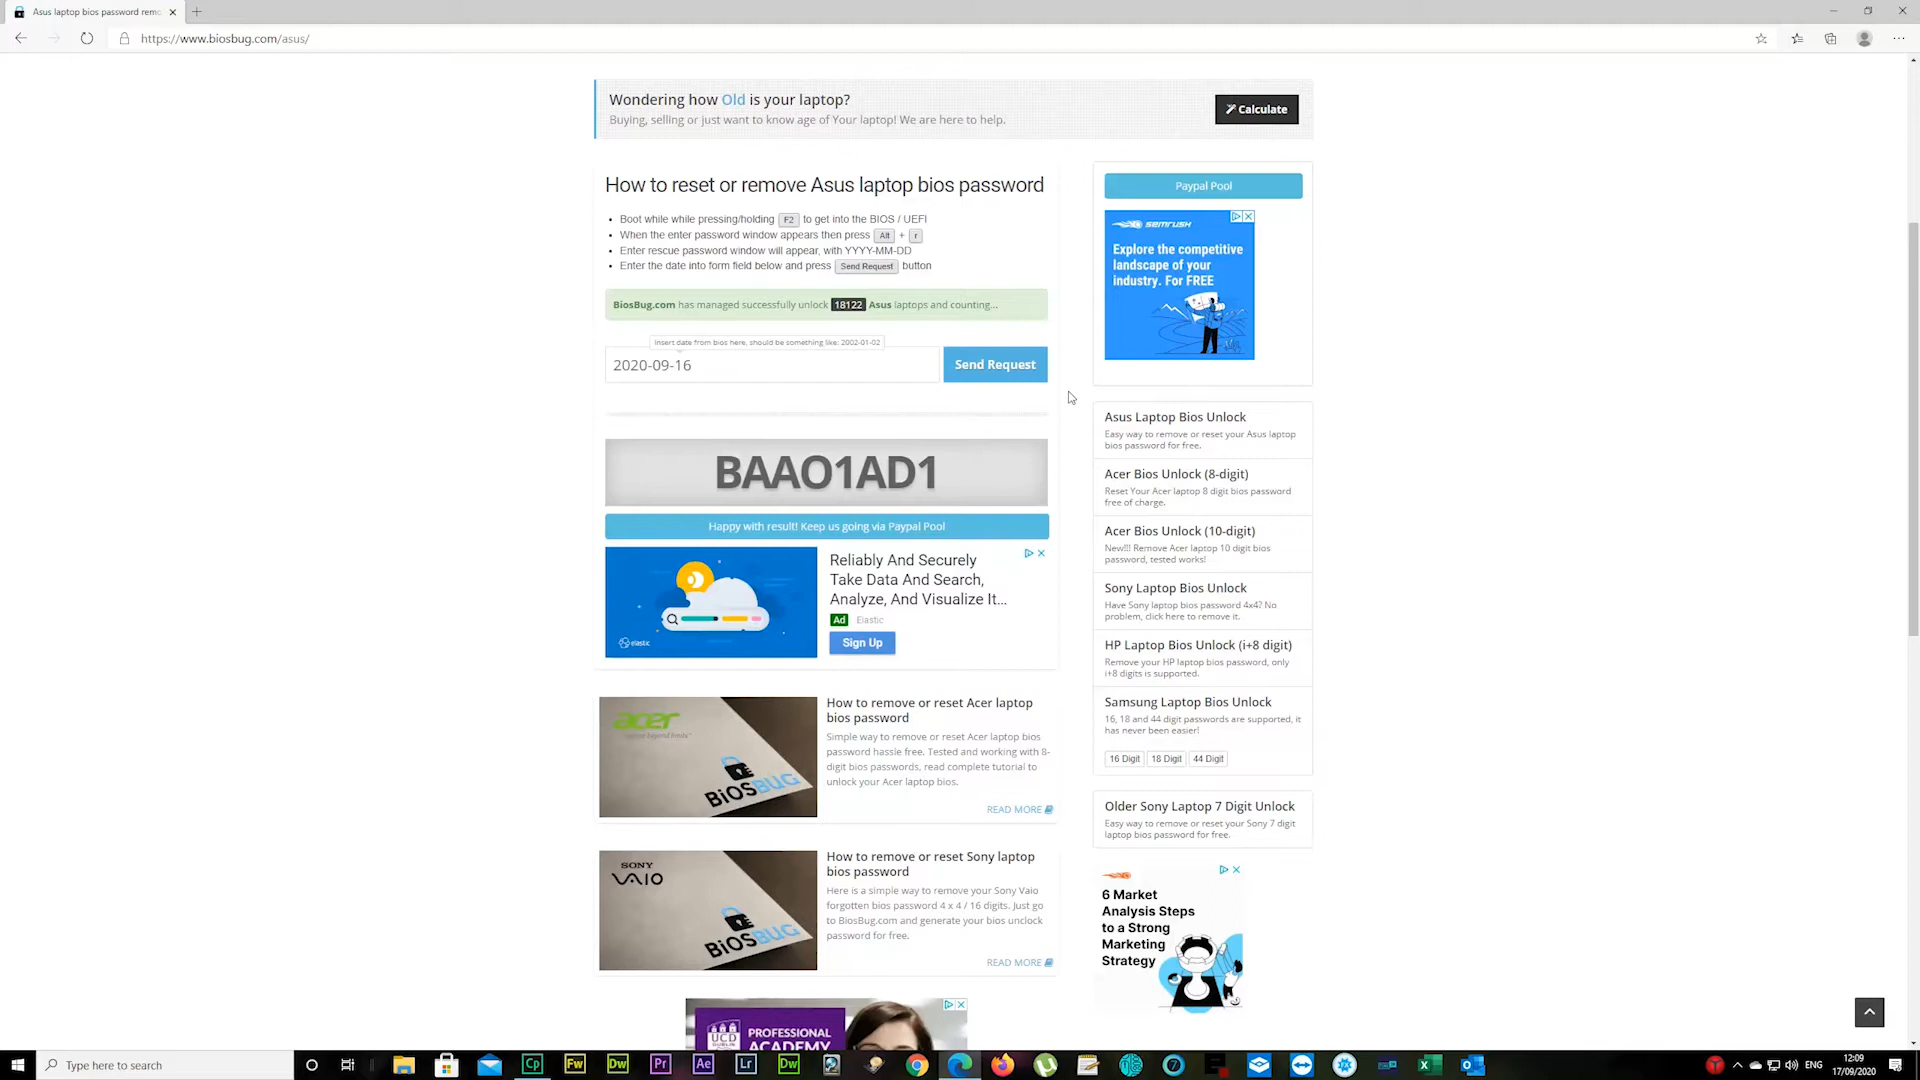 Asus laptop bios password remo
https://www.biosbug.com/asus/
Wondering how Old is your laptop?
Buying, selling or just want to know age of Your laptop! We are here to help.
Calculate
How to reset or remove Asus laptop bios password
Boot while while pressing/holding F2 to get into the BIOS / UEFI
When the enter password window appears then press Alt + r
Enter rescue password window will appear, with YYYY-MM-DD
Enter the date into form field below and press Send Request button
BiosBug.com has managed successfully unlock 18122 Asus laptops and counting...
Insert date from bios here, should be something like: 2002-01-02
2020-09-16
Send Request
BAAO1AD1
Happy with result! Keep us going via Paypal Pool
elastic
Reliably And Securely
Take Data And Search,
Analyze, And Visualize It...
Ad Elastic
Sign Up
acer
BiOSBUG
How to remove or reset Acer laptop
bios password
Simple way to remove or reset Acer laptop bios
password hassle free. Tested and working with 8-
digit bios passwords, read complete tutorial to
unlock your Acer laptop bios.
READ MORE
SONY
VAIO
BiOSBUG
How to remove or reset Sony laptop
bios password
Here is a simple way to remove your Sony Vaio
forgotten bios password 4 x 4 / 16 digits. Just go
to BiosBug.com and generate your bios unclock
password for free.
READ MORE
UCD
PROFESSIONAL
ACADEMY
Paypal Pool
SEMRUSH
Explore the competitive
landscape of your
industry. For FREE
Asus Laptop Bios Unlock
Easy way to remove or reset your Asus laptop
bios password for free.
Acer Bios Unlock (8-digit)
Reset Your Acer laptop 8 digit bios password
free of charge.
Acer Bios Unlock (10-digit)
New!!! Remove Acer laptop 10 digit bios
password, tested works!
Sony Laptop Bios Unlock
Have Sony laptop bios password 4x4? No
problem, click here to remove it.
HP Laptop Bios Unlock (i+8 digit)
Remove your HP laptop bios password, only
i+8 digits is supported.
Samsung Laptop Bios Unlock
16, 18 and 44 digit passwords are supported, it
has never been easier!
16 Digit 18 Digit 44 Digit
Older Sony Laptop 7 Digit Unlock
Easy way to remove or reset your Sony 7 digit
laptop bios password for free.
6 Market
Analysis Steps
to a Strong
Marketing
Strategy
Type here to search
Cp Fw Dw Pr Ae Lr Dw
ENG
12:09
17/09/2020